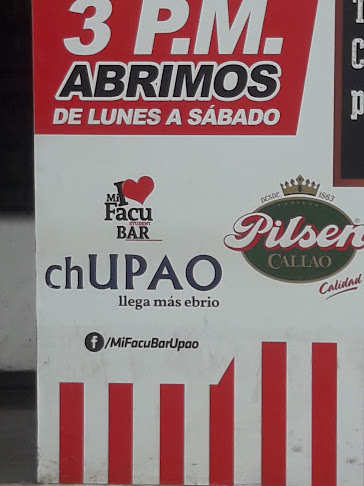 3 P.M.
ABRIMOS
DE LUNES A SÁBADO
I
Mi
Facu
STUDENT
BAR
chUPAO
llega más ebrio
f /MiFacuBarUpao
DESDE 1863
CERVEZA
Pilsen
CALLAO
Calidad
C
p